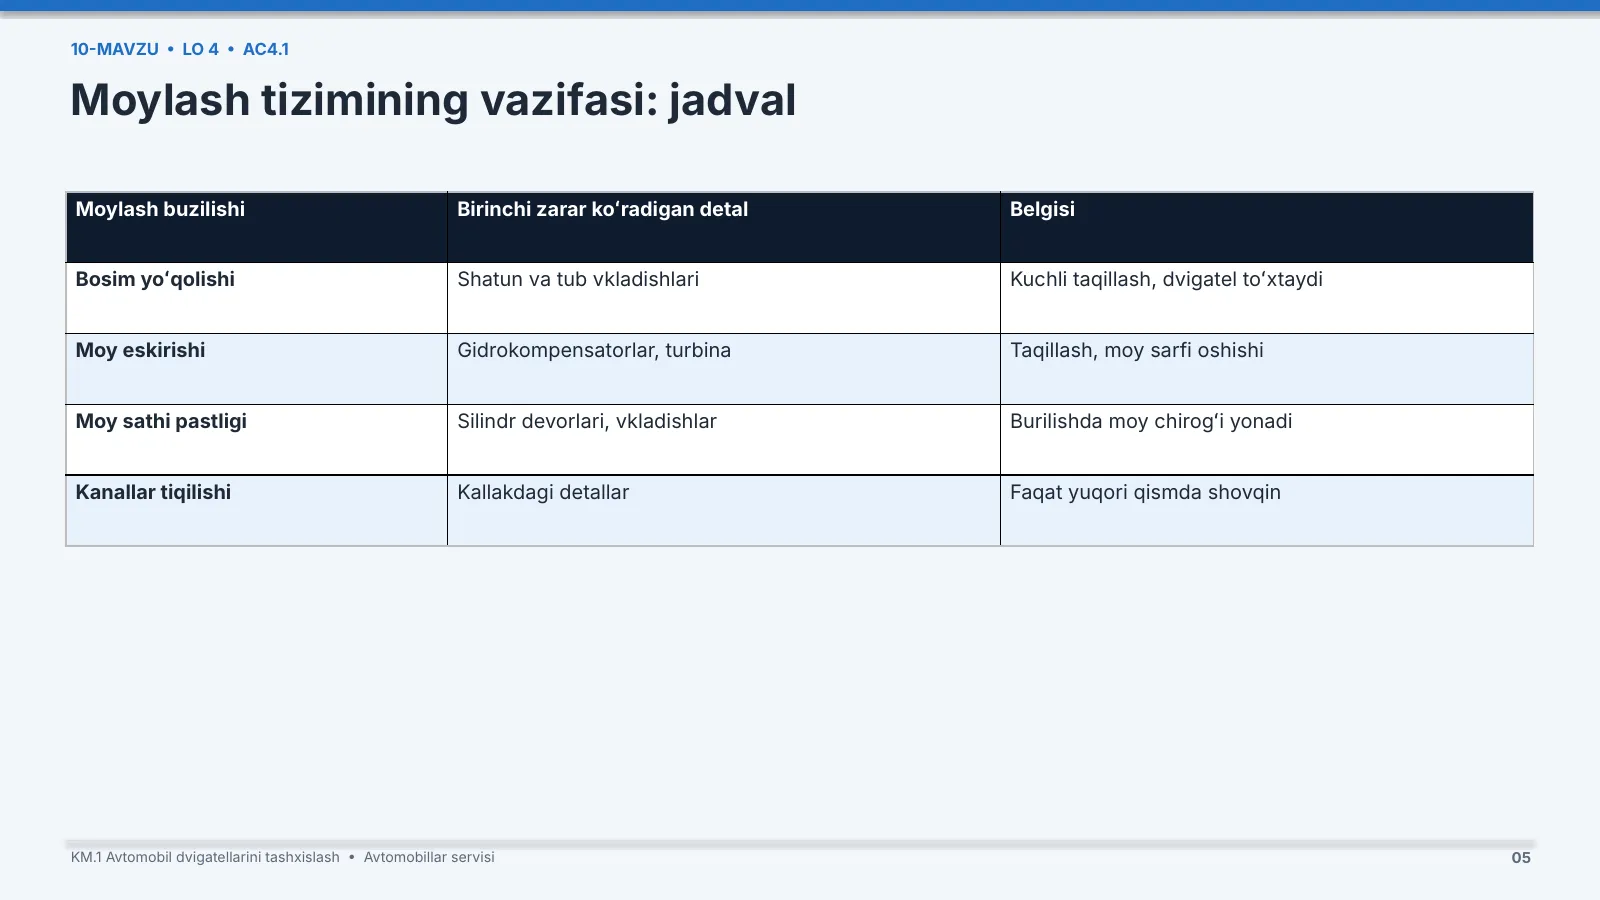 10-MAVZU • LO 4 • AC4.1
Moylash tizimining vazifasi: jadval
Moylash buzilishi Birinchi zarar koʻradigan detal Belgisi
Bosim yoʻqolishi Shatun va tub vkladishlari Kuchli taqillash, dvigatel toʻxtaydi
Moy eskirishi Gidrokompensatorlar, turbina Taqillash, moy sarfi oshishi
Moy sathi pastligi Silindr devorlari, vkladishlar Burilishda moy chirogʻi yonadi
Kanallar tiqilishi Kallakdagi detallar Faqat yuqori qismda shovqin
KM.1 Avtomobil dvigatellarini tashxislash • Avtomobillar servisi 05